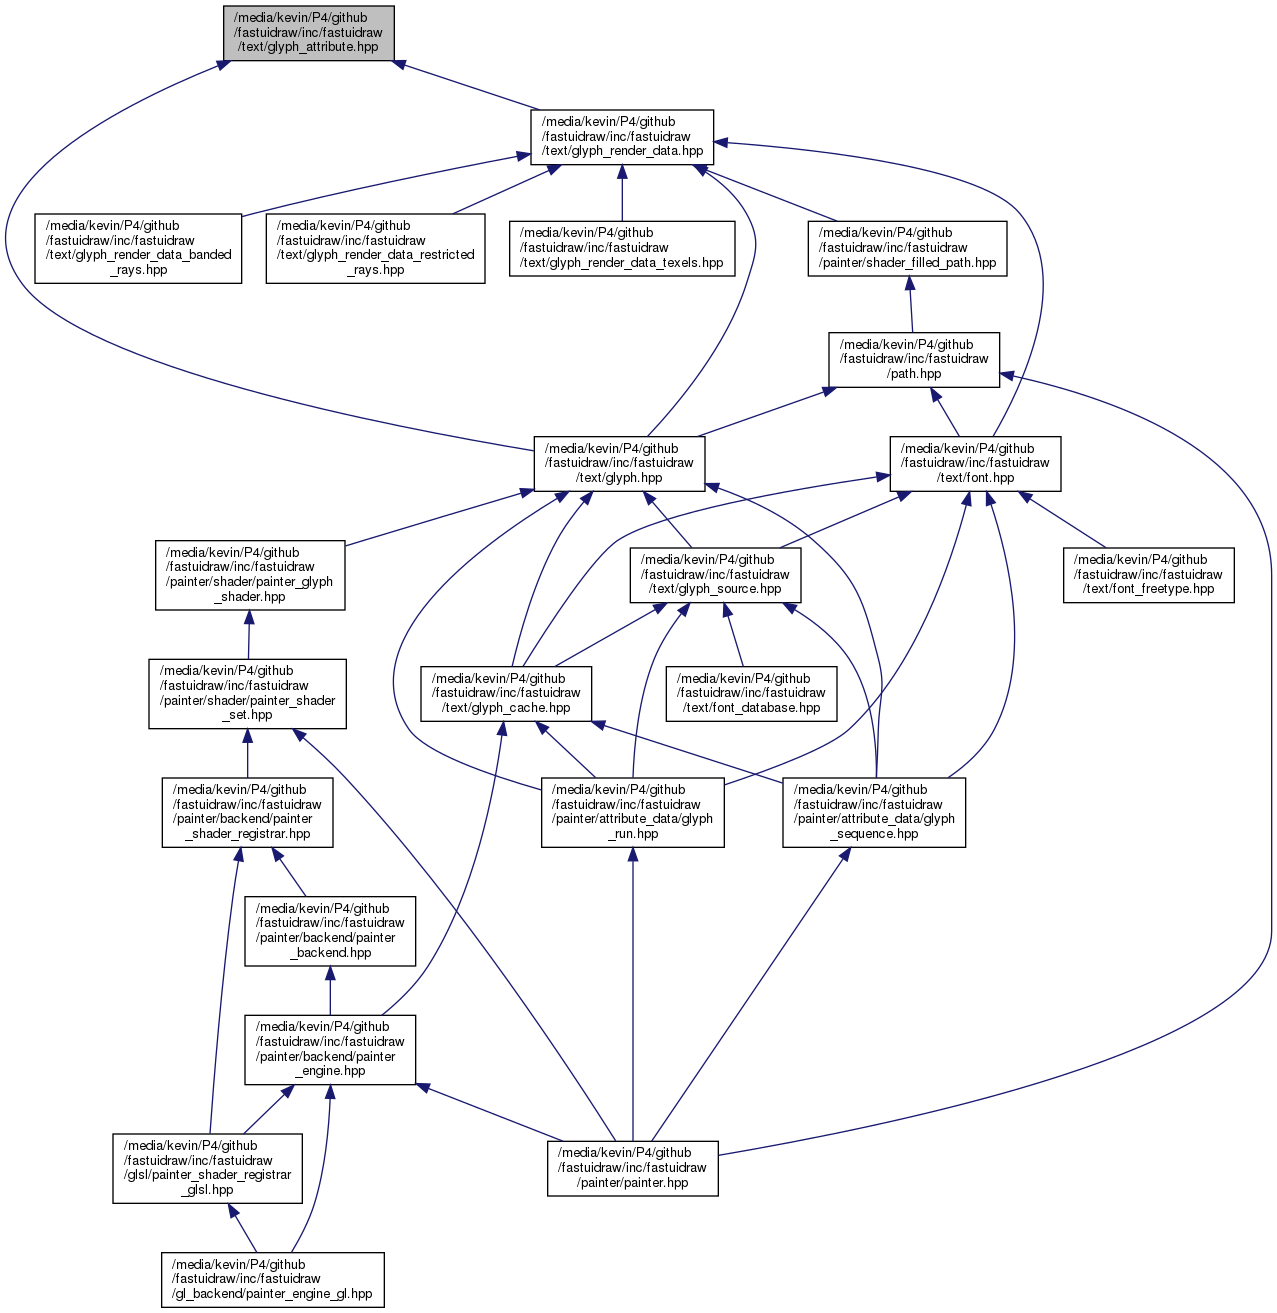 /media/kevin/P4/github
/fastuidraw/inc/fastuidraw
/text/glyph_attribute.hpp
/media/kevin/P4/github
/fastuidraw/inc/fastuidraw
/text/glyph_render_data.hpp
/media/kevin/P4/github
/fastuidraw/inc/fastuidraw
/text/glyph_render_data_banded
_rays.hpp
/media/kevin/P4/github
/fastuidraw/inc/fastuidraw
/text/glyph_render_data_restricted
_rays.hpp
/media/kevin/P4/github
/fastuidraw/inc/fastuidraw
/text/glyph_render_data_texels.hpp
/media/kevin/P4/github
/fastuidraw/inc/fastuidraw
/painter/shader_filled_path.hpp
/media/kevin/P4/github
/fastuidraw/inc/fastuidraw
/path.hpp
/media/kevin/P4/github
/fastuidraw/inc/fastuidraw
/text/glyph.hpp
/media/kevin/P4/github
/fastuidraw/inc/fastuidraw
/text/font.hpp
/media/kevin/P4/github
/fastuidraw/inc/fastuidraw
/painter/shader/painter_glyph
_shader.hpp
/media/kevin/P4/github
/fastuidraw/inc/fastuidraw
/text/glyph_source.hpp
/media/kevin/P4/github
/fastuidraw/inc/fastuidraw
/text/font_freetype.hpp
/media/kevin/P4/github
/fastuidraw/inc/fastuidraw
/painter/shader/painter_shader
_set.hpp
/media/kevin/P4/github
/fastuidraw/inc/fastuidraw
/text/glyph_cache.hpp
/media/kevin/P4/github
/fastuidraw/inc/fastuidraw
/text/font_database.hpp
/media/kevin/P4/github
/fastuidraw/inc/fastuidraw
/painter/backend/painter
_shader_registrar.hpp
/media/kevin/P4/github
/fastuidraw/inc/fastuidraw
/painter/attribute_data/glyph
_run.hpp
/media/kevin/P4/github
/fastuidraw/inc/fastuidraw
/painter/attribute_data/glyph
_sequence.hpp
/media/kevin/P4/github
/fastuidraw/inc/fastuidraw
/painter/backend/painter
_backend.hpp
/media/kevin/P4/github
/fastuidraw/inc/fastuidraw
/painter/backend/painter
_engine.hpp
/media/kevin/P4/github
/fastuidraw/inc/fastuidraw
/glsl/painter_shader_registrar
_glsl.hpp
/media/kevin/P4/github
/fastuidraw/inc/fastuidraw
/painter/painter.hpp
/media/kevin/P4/github
/fastuidraw/inc/fastuidraw
/gl_backend/painter_engine_gl.hpp